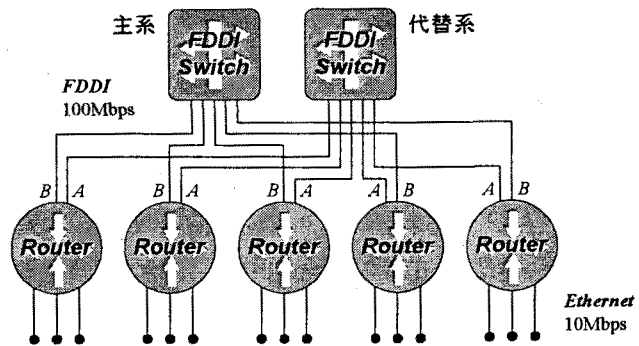 主系
代替系
FDDI
Switch
FDDI
Switch
FDDI
100Mbps
B A
B A
B A
A B
A B
Router
Router
Router
Router
Router
Ethernet
10Mbps